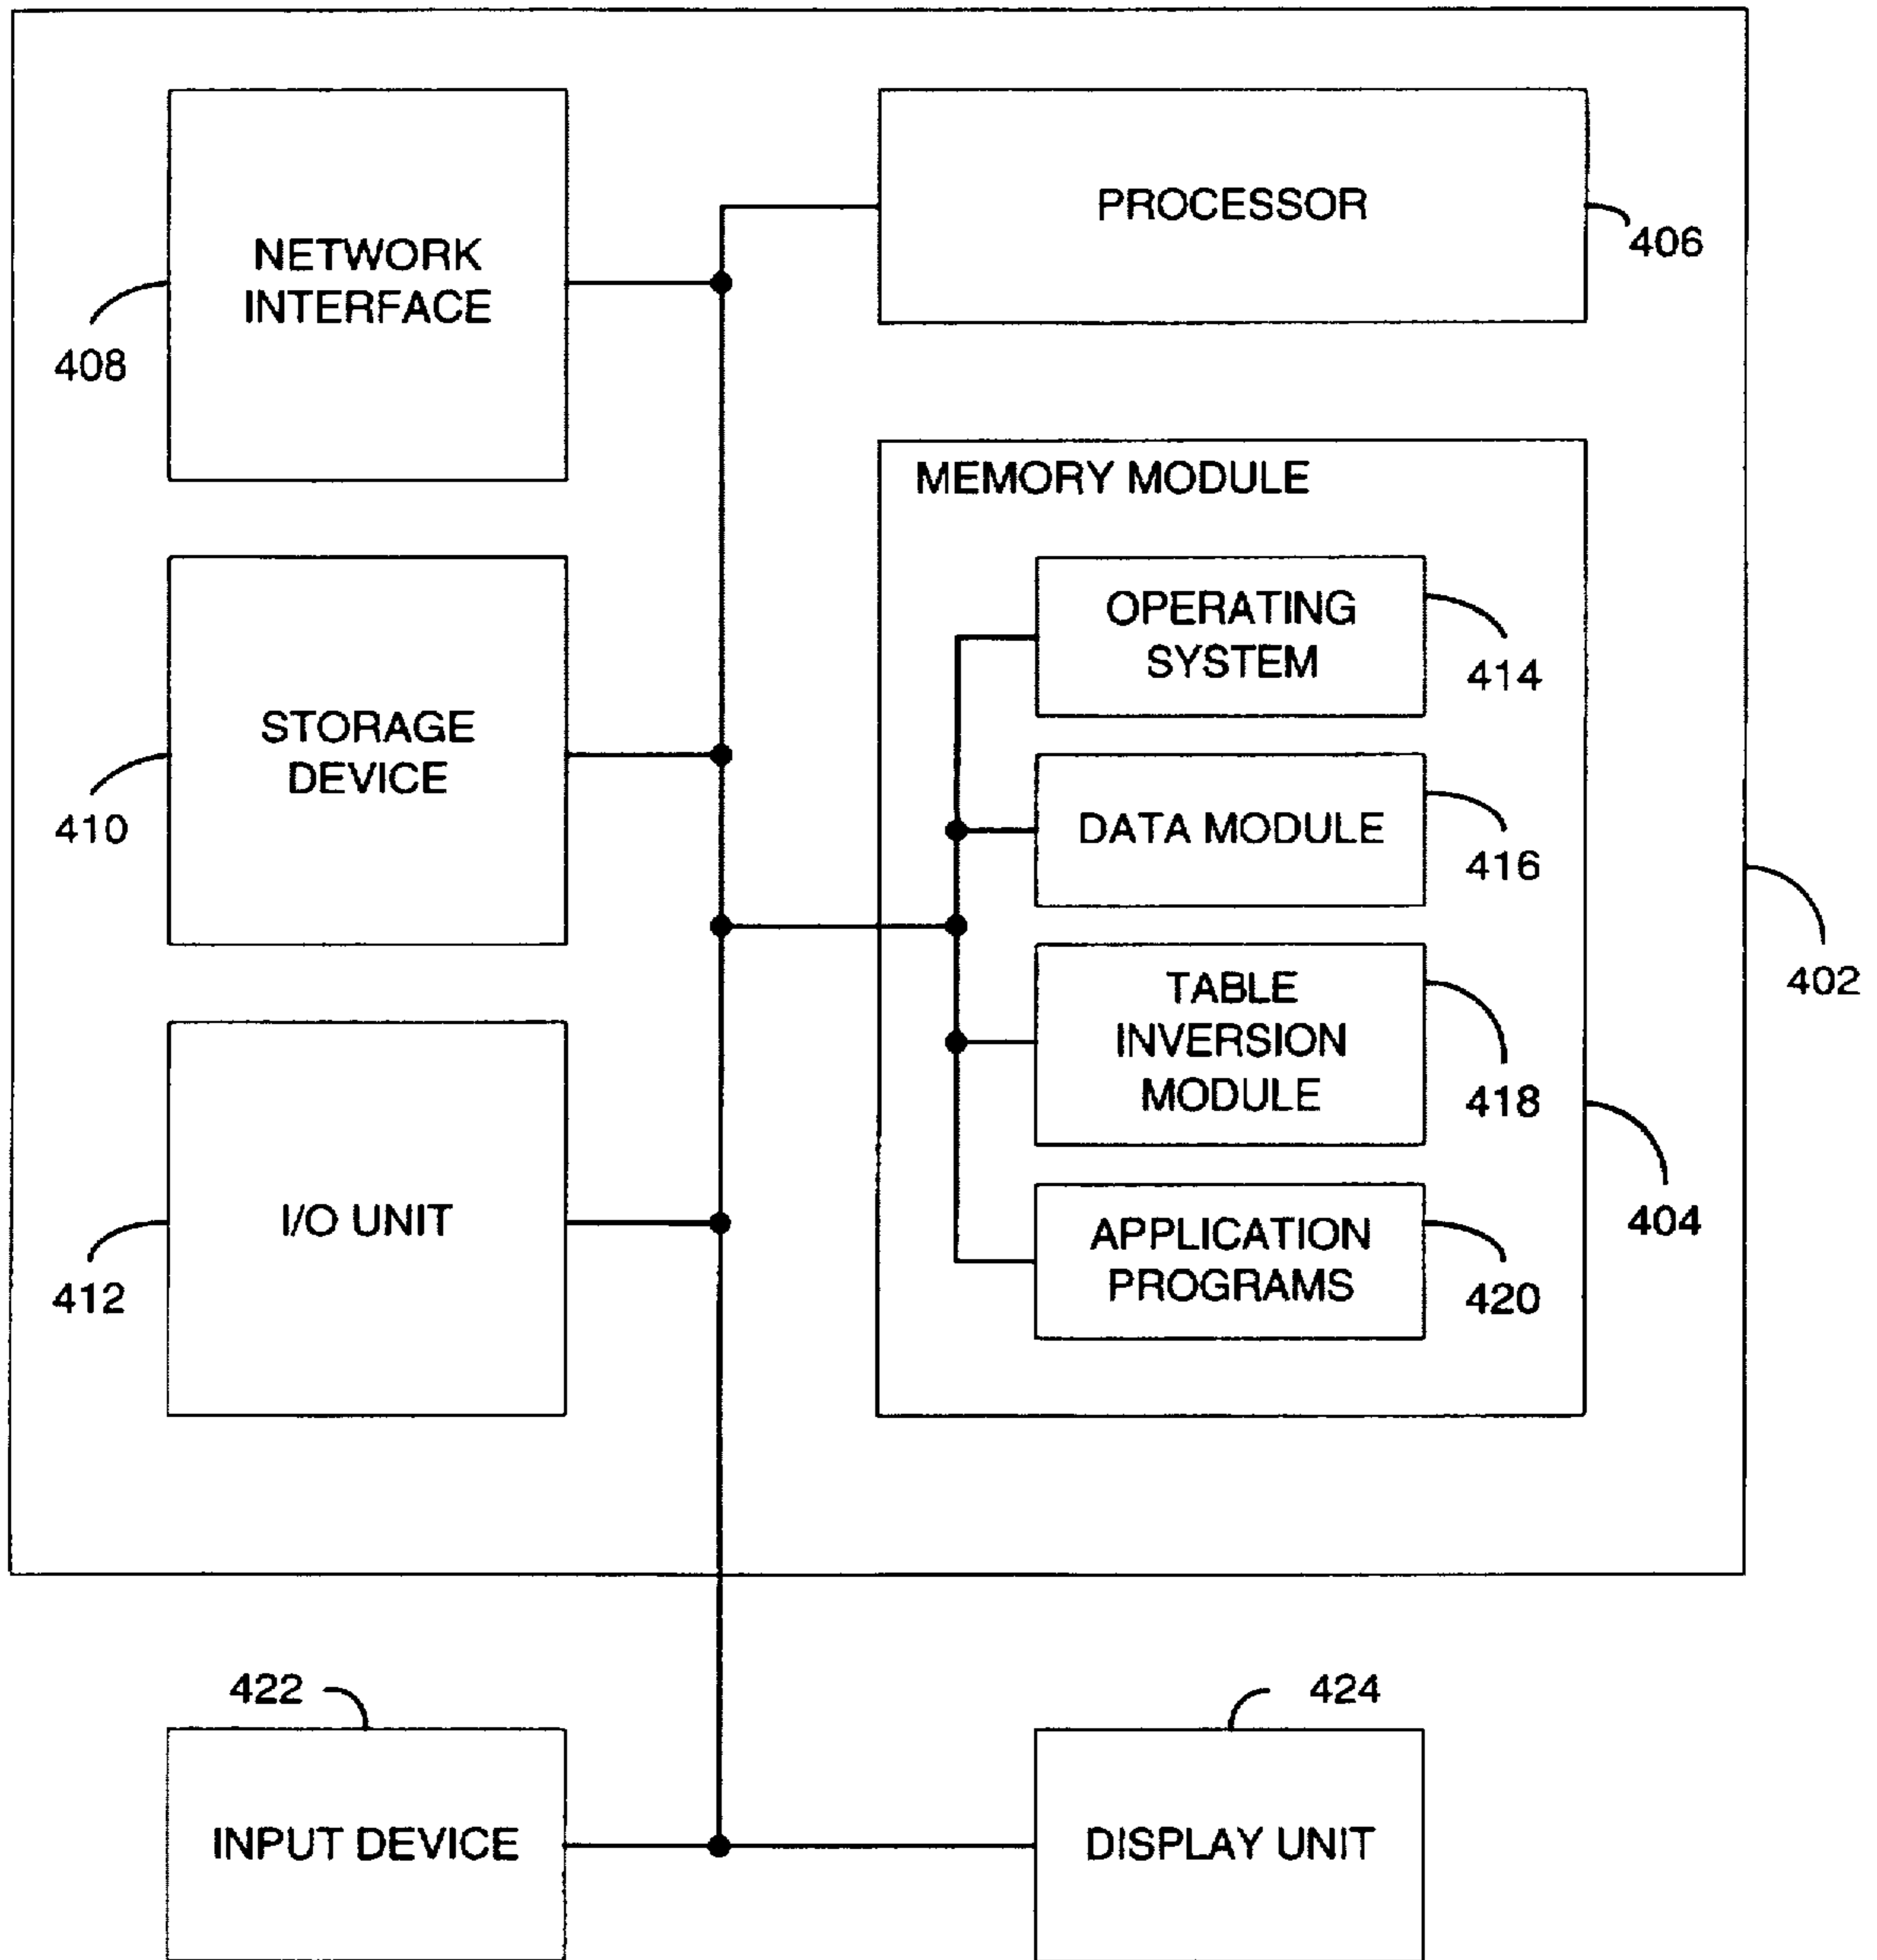 NETWORK
INTERFACE
408
PROCESSOR
406
STORAGE
DEVICE
410
I/O UNIT
412
MEMORY MODULE
OPERATING
SYSTEM
414
DATA MODULE
416
TABLE
INVERSION
MODULE
418
APPLICATION
PROGRAMS
420
404
402
422
INPUT DEVICE
424
DISPLAY UNIT